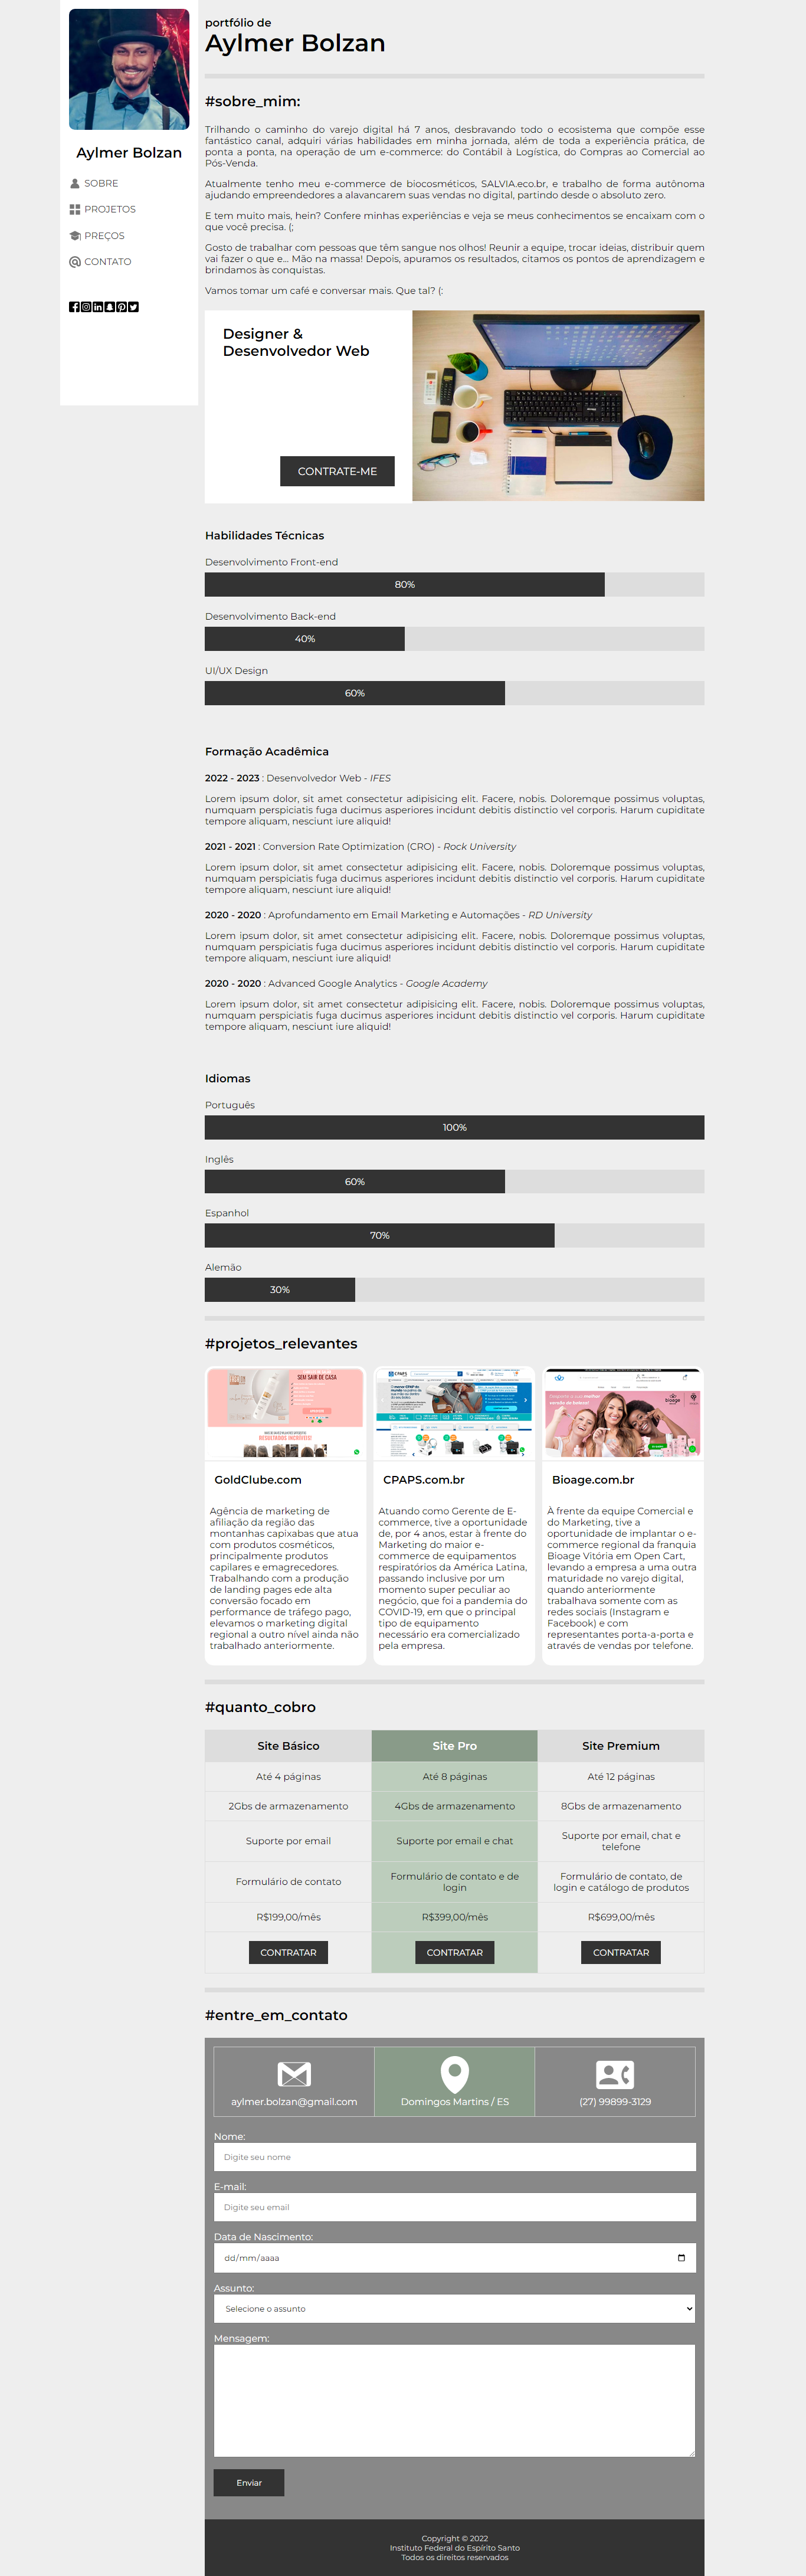 Aylmer Bolzan
SOBRE
PROJETOS
PREÇOS
CONTATO
portfólio de
Aylmer Bolzan
#sobre_mim:
Trilhando o caminho do varejo digital há 7 anos, desbravando todo o ecosistema que compõe esse
fantástico canal, adquiri várias habilidades em minha jornada, além de toda a experiência prática, de
ponta a ponta, na operação de um e-commerce: do Contábil à Logística, do Compras ao Comercial ao
Pós-Venda.
Atualmente tenho meu e-commerce de biocosméticos, SALVIA.eco.br, e trabalho de forma autônoma
ajudando empreendedores a alavancarem suas vendas no digital, partindo desde o absoluto zero.
E tem muito mais, hein? Confere minhas experiências e veja se meus conhecimentos se encaixam com o
que você precisa. (;
Gosto de trabalhar com pessoas que têm sangue nos olhos! Reunir a equipe, trocar ideias, distribuir quem
vai fazer o que e... Mão na massa! Depois, apuramos os resultados, citamos os pontos de aprendizagem e
brindamos às conquistas.
Vamos tomar um café e conversar mais. Que tal? (:
Designer &
Desenvolvedor Web
CONTRATE-ME
Habilidades Técnicas
Desenvolvimento Front-end
80%
Desenvolvimento Back-end
40%
UI/UX Design
60%
Formação Acadêmica
2022 - 2023 : Desenvolvedor Web - IFES
Lorem ipsum dolor, sit amet consectetur adipisicing elit. Facere, nobis. Doloremque possimus voluptas,
numquam perspiciatis fuga ducimus asperiores incidunt debitis distinctio vel corporis. Harum cupiditate
tempore aliquam, nesciunt iure aliquid!
2021 - 2021 : Conversion Rate Optimization (CRO) - Rock University
Lorem ipsum dolor, sit amet consectetur adipisicing elit. Facere, nobis. Doloremque possimus voluptas,
numquam perspiciatis fuga ducimus asperiores incidunt debitis distinctio vel corporis. Harum cupiditate
tempore aliquam, nesciunt iure aliquid!
2020 - 2020 : Aprofundamento em Email Marketing e Automações - RD University
Lorem ipsum dolor, sit amet consectetur adipisicing elit. Facere, nobis. Doloremque possimus voluptas,
numquam perspiciatis fuga ducimus asperiores incidunt debitis distinctio vel corporis. Harum cupiditate
tempore aliquam, nesciunt iure aliquid!
2020 - 2020 : Advanced Google Analytics - Google Academy
Lorem ipsum dolor, sit amet consectetur adipisicing elit. Facere, nobis. Doloremque possimus voluptas,
numquam perspiciatis fuga ducimus asperiores incidunt debitis distinctio vel corporis. Harum cupiditate
tempore aliquam, nesciunt iure aliquid!
Idiomas
Português
100%
Inglês
60%
Espanhol
70%
Alemão
30%
#projetos_relevantes
SEM SAIR DE CASA
RESULTADOS INCRÍVEIS!
GoldClube.com
Agência de marketing de
afiliação da região das
montanhas capixabas que atua
com produtos cosméticos,
principalmente produtos
capilares e emagrecedores.
Trabalhando com a produção
de landing pages ede alta
conversão focado em
performance de tráfego pago,
elevamos o marketing digital
regional a outro nível ainda não
trabalhado anteriormente.
CPAPS
CPAPS.com.br
Atuando como Gerente de E-
commerce, tive a oportunidade
de, por 4 anos, estar à frente do
Marketing do maior e-
commerce de equipamentos
respiratórios da América Latina,
passando inclusive por um
momento super peculiar ao
negócio, que foi a pandemia do
COVID-19, em que o principal
tipo de equipamento
necessário era comercializado
pela empresa.
bioage
Bioage.com.br
À frente da equipe Comercial e
do Marketing, tive a
oportunidade de implantar o e-
commerce regional da franquia
Bioage Vitória em Open Cart,
levando a empresa a uma outra
maturidade no varejo digital,
quando anteriormente
trabalhava somente com as
redes sociais (Instagram e
Facebook) e com
representantes porta-a-porta e
através de vendas por telefone.
#quanto_cobro
Site Básico Site Pro Site Premium
Até 4 páginas Até 8 páginas Até 12 páginas
2Gbs de armazenamento 4Gbs de armazenamento 8Gbs de armazenamento
Suporte por email Suporte por email e chat Suporte por email, chat e
telefone
Formulário de contato Formulário de contato e de
login Formulário de contato, de
login e catálogo de produtos
R$199,00/mês R$399,00/mês R$699,00/mês
CONTRATAR CONTRATAR CONTRATAR
#entre_em_contato
aylmer.bolzan@gmail.com Domingos Martins / ES (27) 99899-3129
Nome:
Digite seu nome
E-mail:
Digite seu email
Data de Nascimento:
dd/mm/aaaa
Assunto:
Selecione o assunto
Mensagem:
Enviar
Copyright © 2022
Instituto Federal do Espírito Santo
Todos os direitos reservados